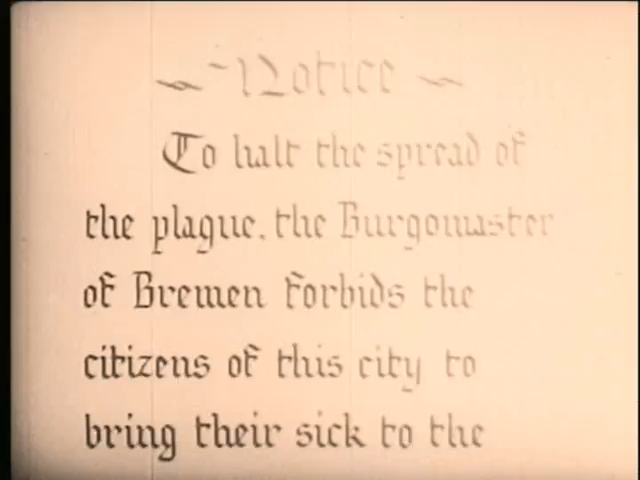 Notice
To halt the spread of
the plague, the Burgomaster
of Bremen forbids the
citizens of this city to
bring their sick to the